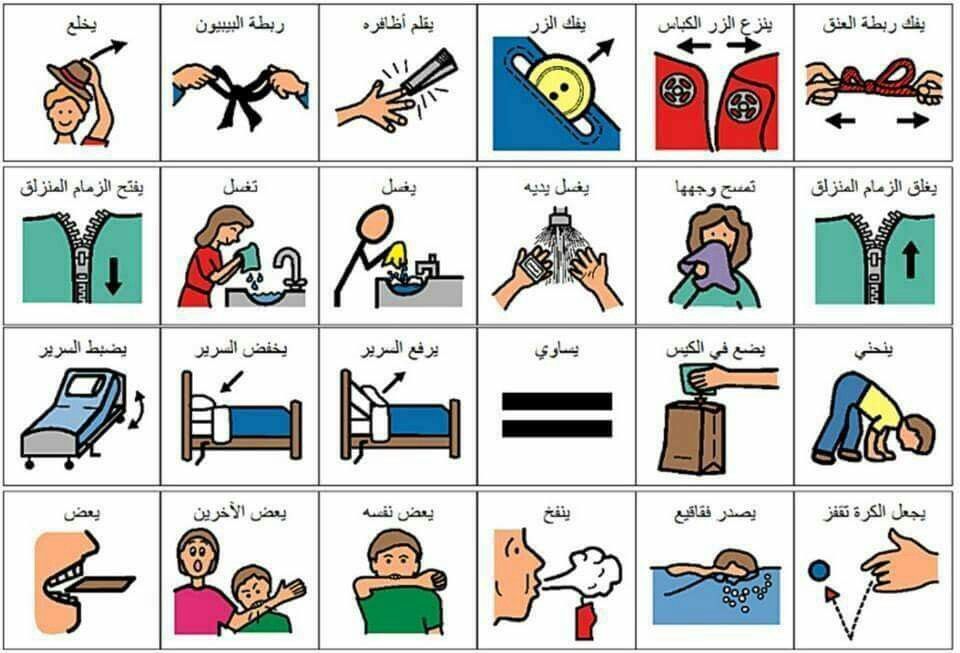 يفك ربطة العنق
ينزع الزر الكباس
يفك الزر
يقلم أظافره
ربطة البيبيون
يخلع
يغلق الزمام المنزلق
تمسح وجهها
يغسل يديه
يغسل
تغسل
يفتح الزمام المنزلق
ينحني
يضع في الكيس
يساوي
يرفع السرير
يخفض السرير
يضبط السرير
يجعل الكرة تقفز
يصدر فقاقيع
ينفخ
يعض نفسه
يعض الآخرين
يعض